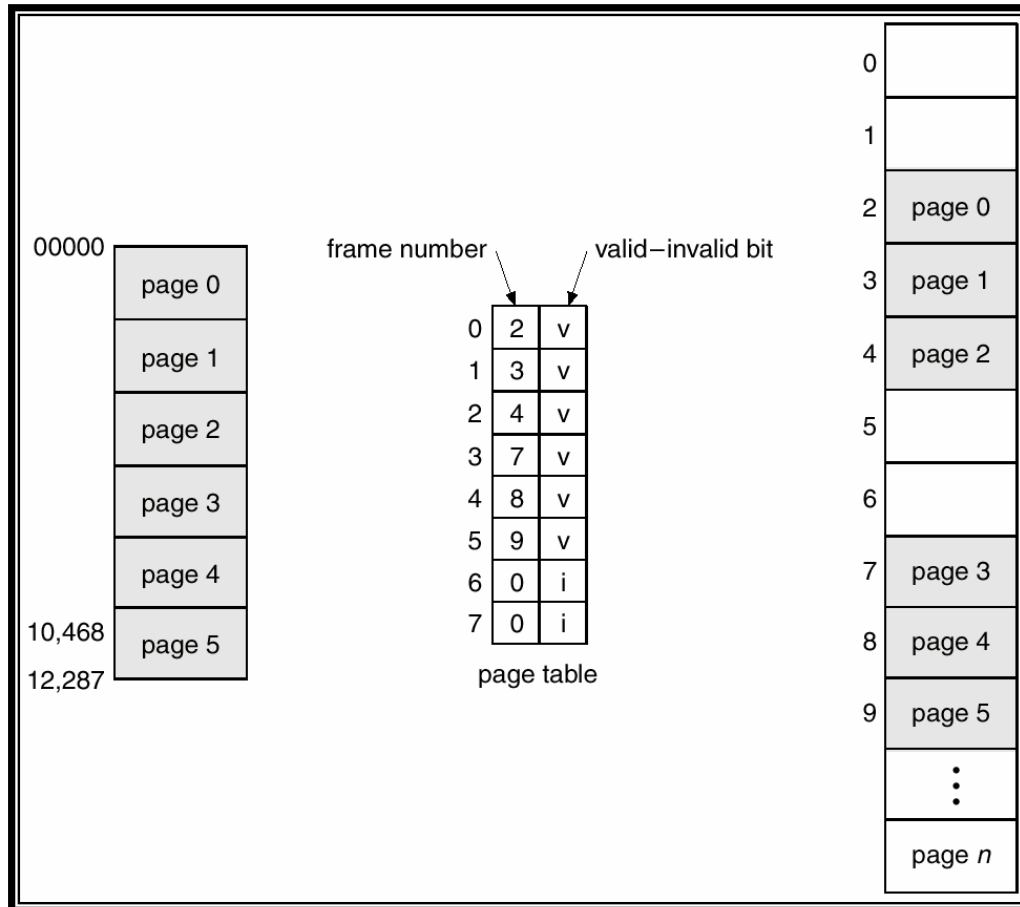 00000
page 0
page 1
page 2
page 3
page 4
10,468
page 5
12,287
frame number
valid–invalid bit
0 2 v
1 3 v
2 4 v
3 7 v
4 8 v
5 9 v
6 0 i
7 0 i
page table
0
1
2 page 0
3 page 1
4 page 2
5
6
7 page 3
8 page 4
9 page 5
⋮
page n